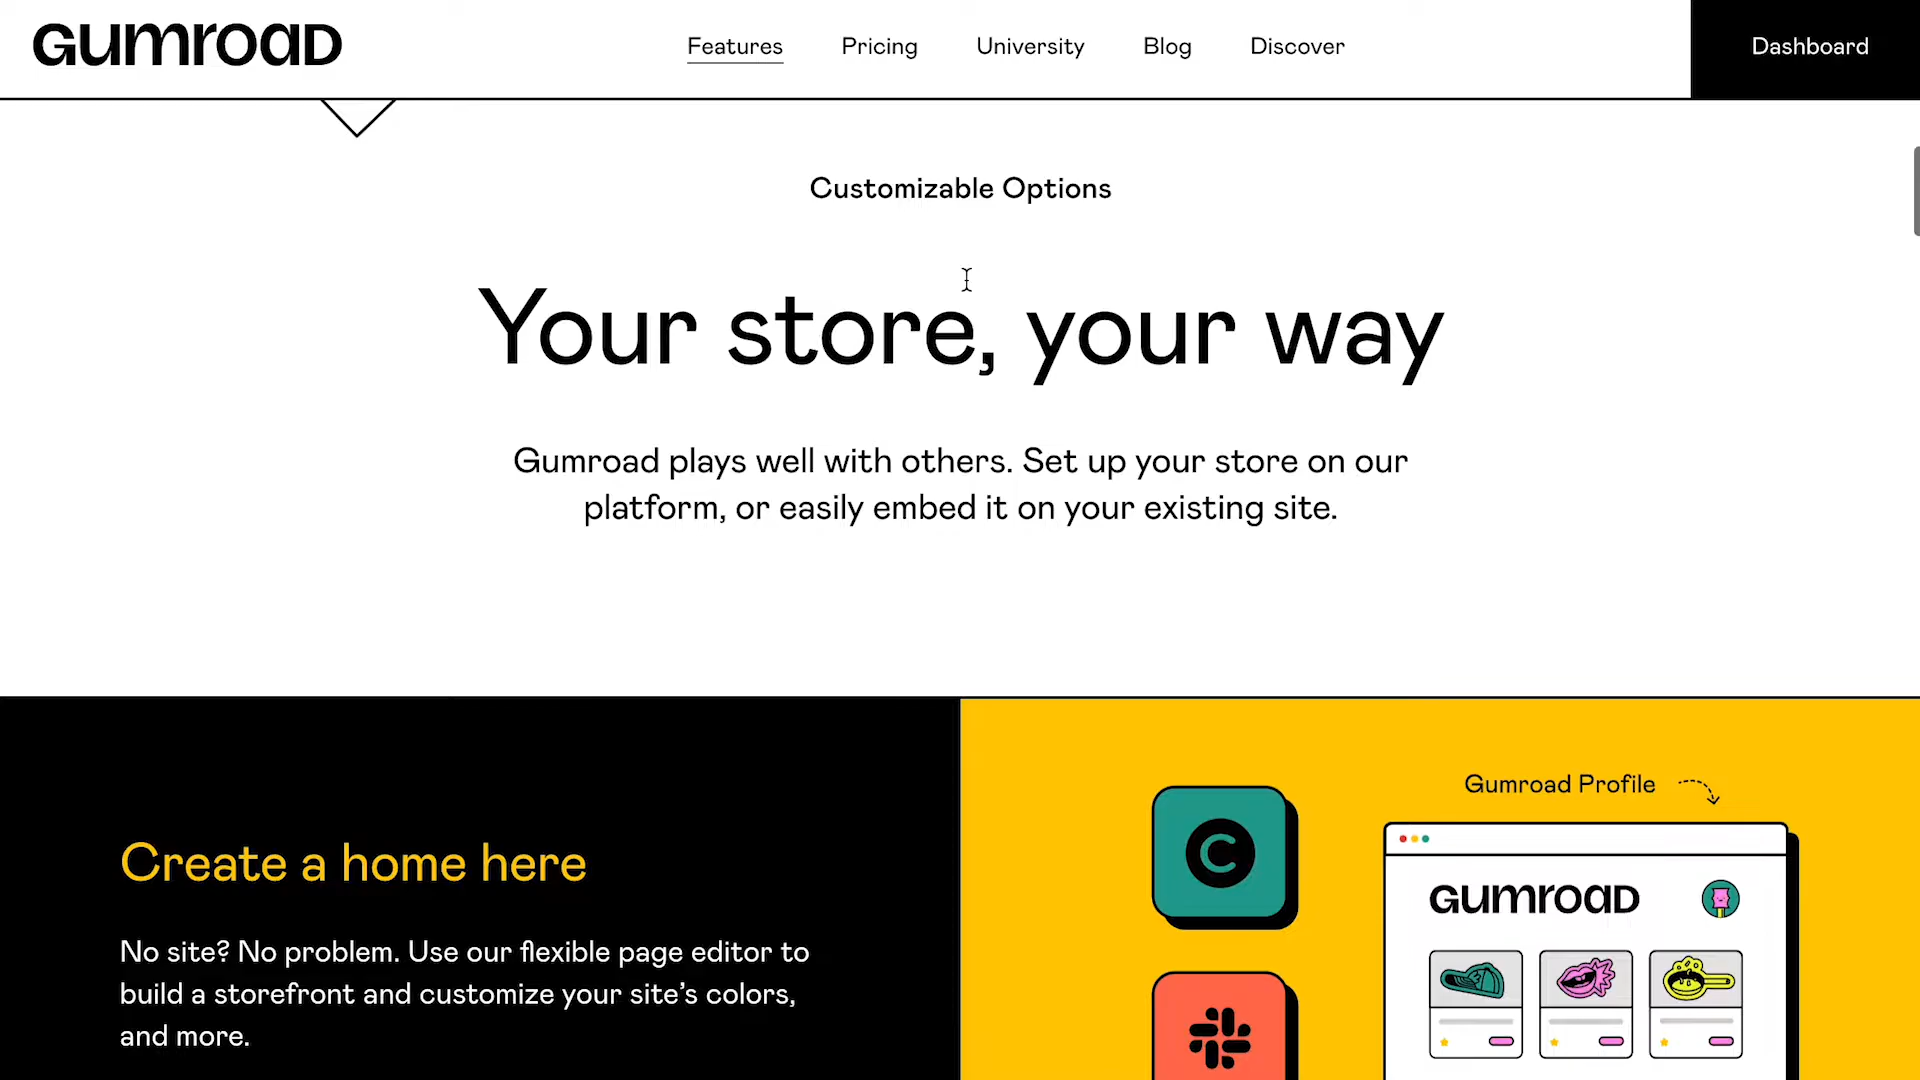 GUMROAD
Features
Pricing
University
Blog
Discover
Dashboard
Customizable Options
Your store, your way
Gumroad plays well with others. Set up your store on our
platform, or easily embed it on your existing site.
Create a home here
No site? No problem. Use our flexible page editor to
build a storefront and customize your site's colors,
and more.
C
Gumroad Profile
GUMROAD